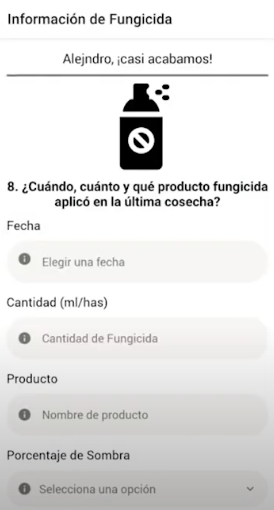 Información de Fungicida
Alejndro, ¡casi acabamos!
8. ¿Cuándo, cuánto y qué producto fungicida
aplicó en la última cosecha?
Fecha
Elegir una fecha
Cantidad (ml/has)
Cantidad de Fungicida
Producto
Nombre de producto
Porcentaje de Sombra
Selecciona una opción